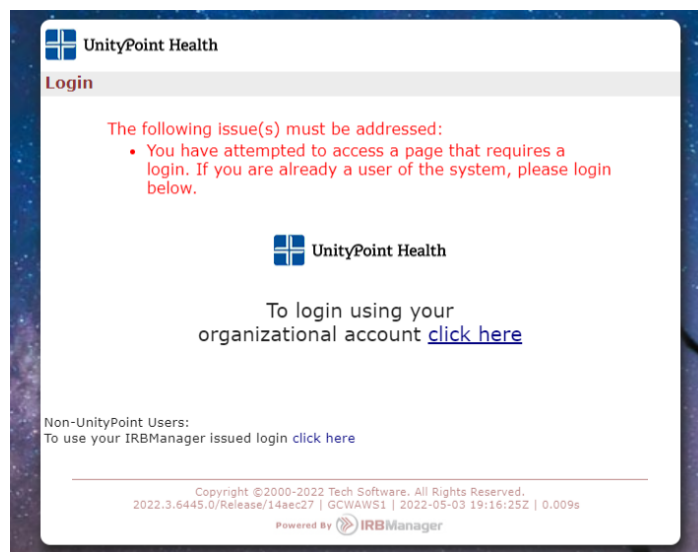 UnityPoint Health
Login
The following issue(s) must be addressed:
• You have attempted to access a page that requires a
login. If you are already a user of the system, please login
below.
UnityPoint Health
To login using your
organizational account click here
Non-UnityPoint Users:
To use your IRBManager issued login click here
Copyright ©2000-2022 Tech Software. All Rights Reserved.
2022.3.6445.0/Release/14aec27 | GCWAWS1 | 2022-05-03 19:16:25Z | 0.009s
Powered By IRBManager